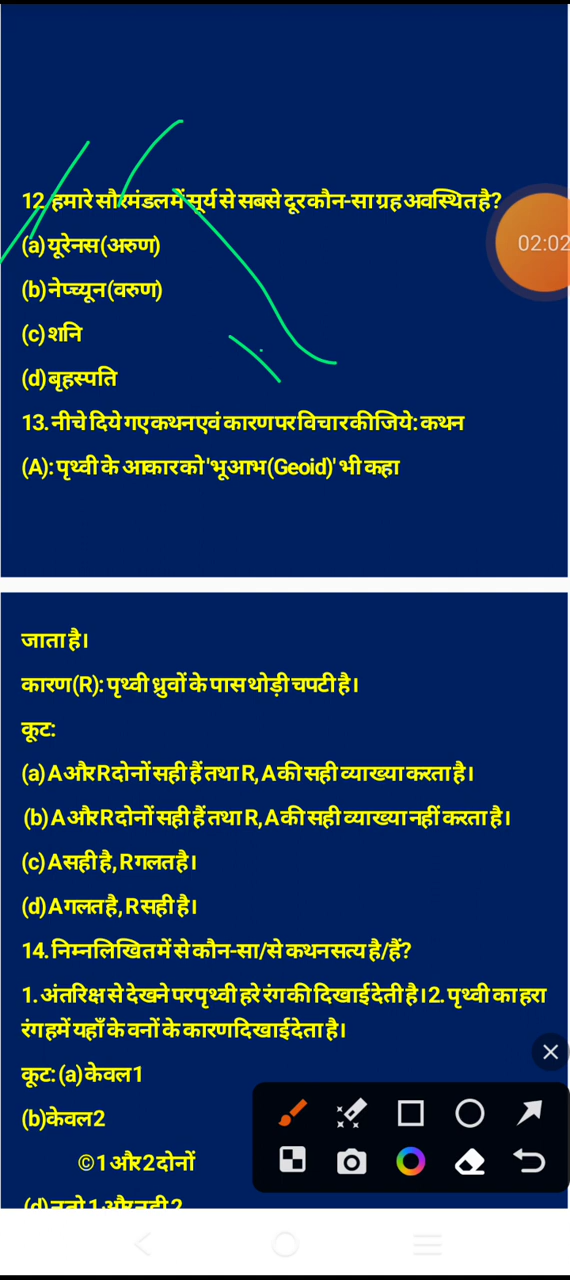 12. हमारे सौरमंडल में सूर्य से सबसे दूर कौन-सा ग्रह अवस्थित है?
02:02
(a) यूरेनस (अरुण)
(b) नेप्च्यून (वरुण)
(c) शनि
(d) बृहस्पति
13. नीचे दिये गए कथन एवं कारण पर विचार कीजिये: कथन
(A): पृथ्वी के आकार को 'भूआभ (Geoid)' भी कहा
जाता है।
कारण (R): पृथ्वी ध्रुवों के पास थोड़ी चपटी है।
कूट:
(a) A और R दोनों सही हैं तथा R, A की सही व्याख्या करता है।
(b) A और R दोनों सही हैं तथा R, A की सही व्याख्या नहीं करता है।
(c) A सही है, R गलत है।
(d) A गलत है, R सही है।
14. निम्नलिखित में से कौन-सा/से कथन सत्य है/हैं?
1. अंतरिक्ष से देखने पर पृथ्वी हरे रंग की दिखाई देती है। 2. पृथ्वी का हरा
रंग हमें यहाँ के वनों के कारण दिखाई देता है।
कूट: (a) केवल 1
(b) केवल 2
© 1 और 2 दोनों
(d) न तो 1 और न ही 2